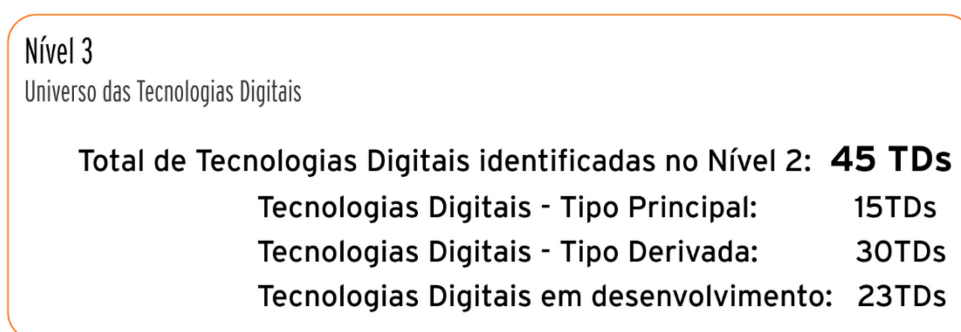 Nível 3
Universo das Tecnologias Digitais
Total de Tecnologias Digitais identificadas no Nível 2: 45 TDs
Tecnologias Digitais - Tipo Principal: 15TDs
Tecnologias Digitais - Tipo Derivada: 30TDs
Tecnologias Digitais em desenvolvimento: 23TDs